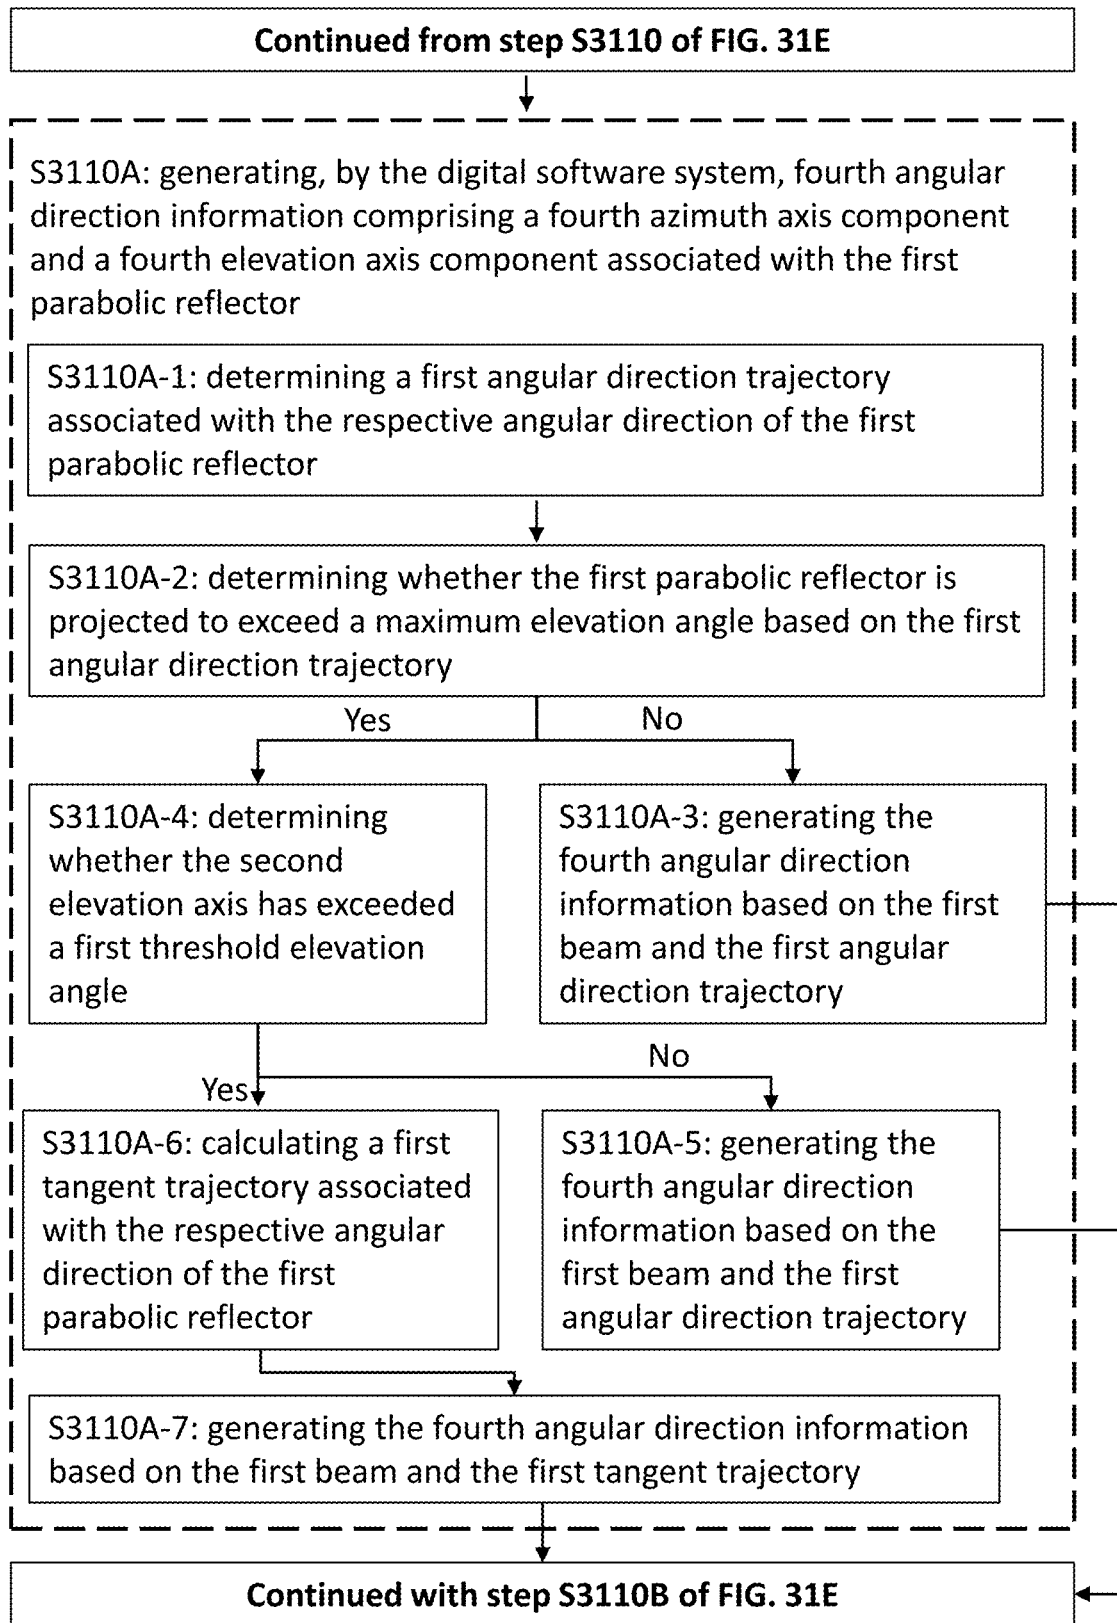 Continued from step S3110 of FIG. 31E
S3110A: generating, by the digital software system, fourth angular
direction information comprising a fourth azimuth axis component
and a fourth elevation axis component associated with the first
parabolic reflector
S3110A-1: determining a first angular direction trajectory
associated with the respective angular direction of the first
parabolic reflector
S3110A-2: determining whether the first parabolic reflector is
projected to exceed a maximum elevation angle based on the first
angular direction trajectory
Yes
No
S3110A-4: determining
whether the second
elevation axis has exceeded
a first threshold elevation
angle
S3110A-3: generating the
fourth angular direction
information based on the first
beam and the first angular
direction trajectory
No
Yes
S3110A-6: calculating a first
tangent trajectory associated
with the respective angular
direction of the first
parabolic reflector
S3110A-5: generating the
fourth angular direction
information based on the
first beam and the first
angular direction trajectory
S3110A-7: generating the fourth angular direction information
based on the first beam and the first tangent trajectory
Continued with step S3110B of FIG. 31E